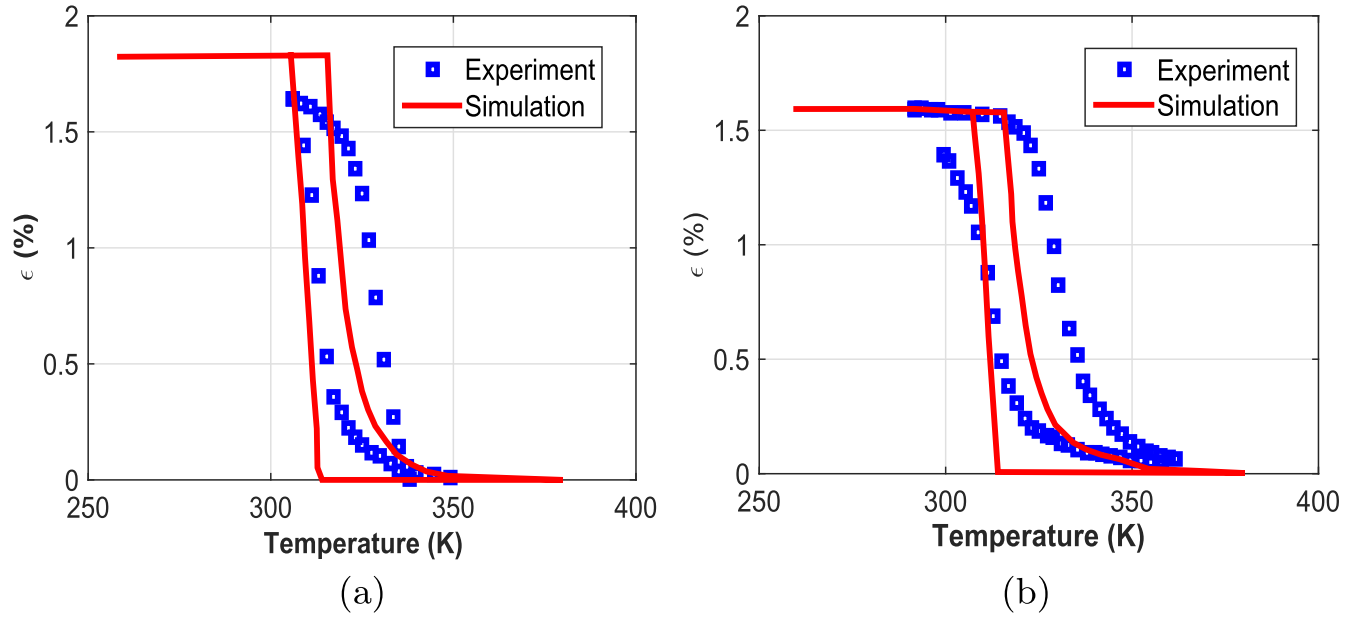 2
1.5
1
0.5
0
ϵ (%)
250
300
350
400
Temperature (K)
Experiment
Simulation
(a)
2
1.5
1
0.5
0
ϵ (%)
250
300
350
400
Temperature (K)
Experiment
Simulation
(b)